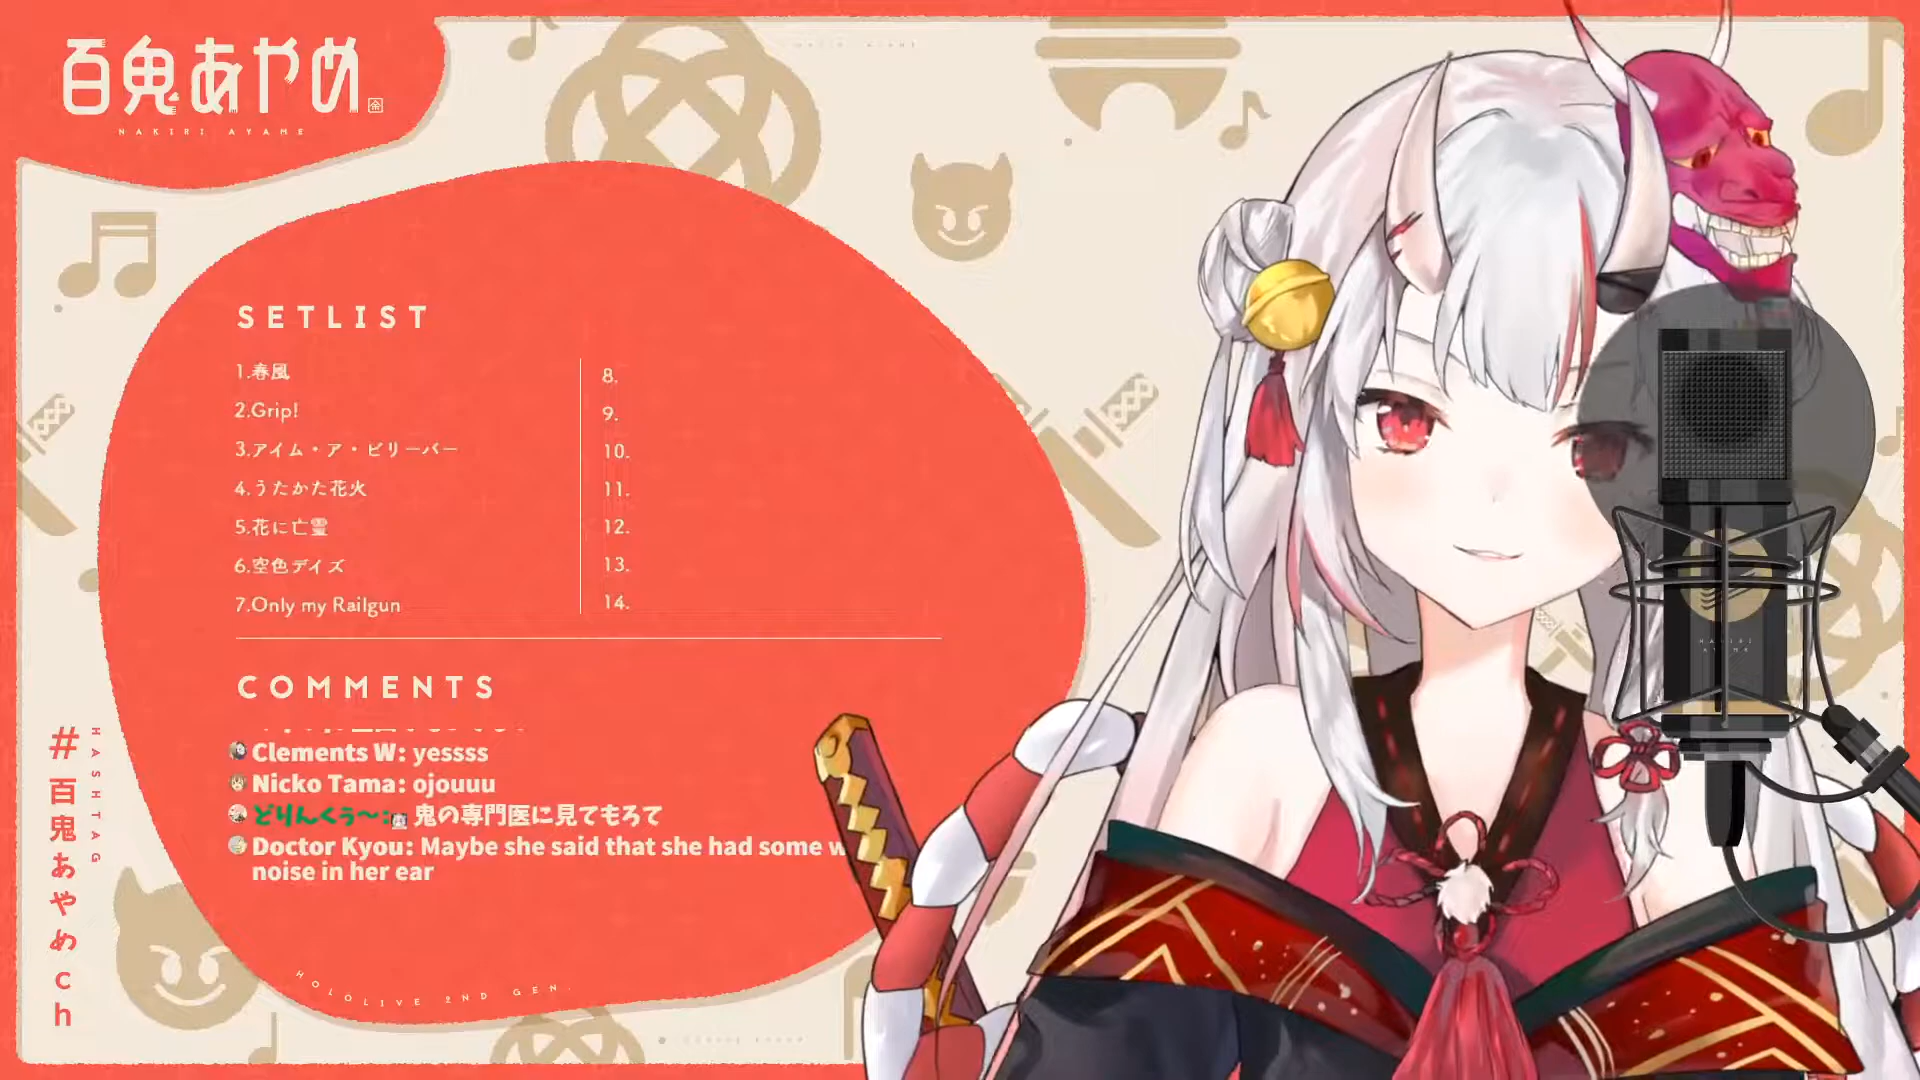 百鬼あやめ
NAKIRI AYAME
SETLIST
1.春風
2.Grip!
3.アイム・ア・ビリーバー
4.うたかた花火
5.花に亡霊
6.空色デイズ
7.Only my Railgun
8.
9.
10.
11.
12.
13.
14.
COMMENTS
Clements W: yessss
Nicko Tama: ojouuu
どりんくぅ〜: 鬼の専門医に見てもろて
Doctor Kyou: Maybe she said that she had some w
noise in her ear
#百鬼あやめch
HASHTAG
HOLOLIVE 2ND GEN.
NAKIRI
AYAME